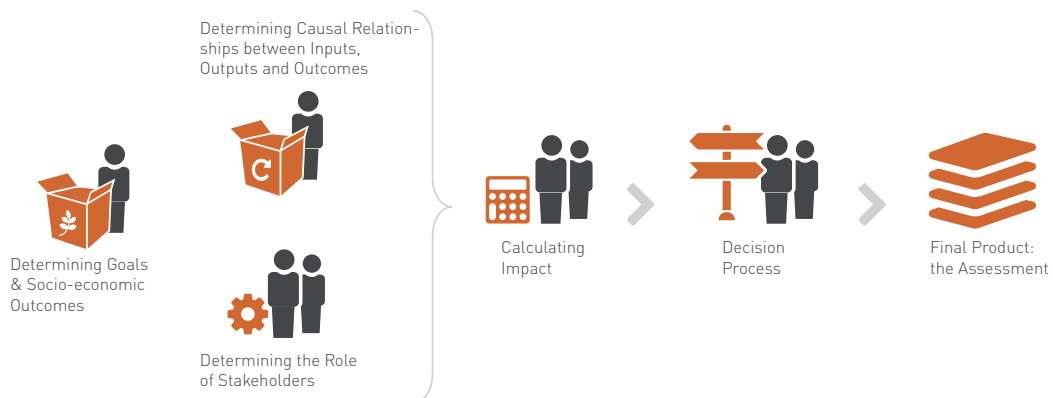 Determining Goals
& Socio-economic
Outcomes
Determining Causal Relation-
ships between Inputs,
Outputs and Outcomes
Determining the Role
of Stakeholders
Calculating
Impact
Decision
Process
Final Product:
the Assessment